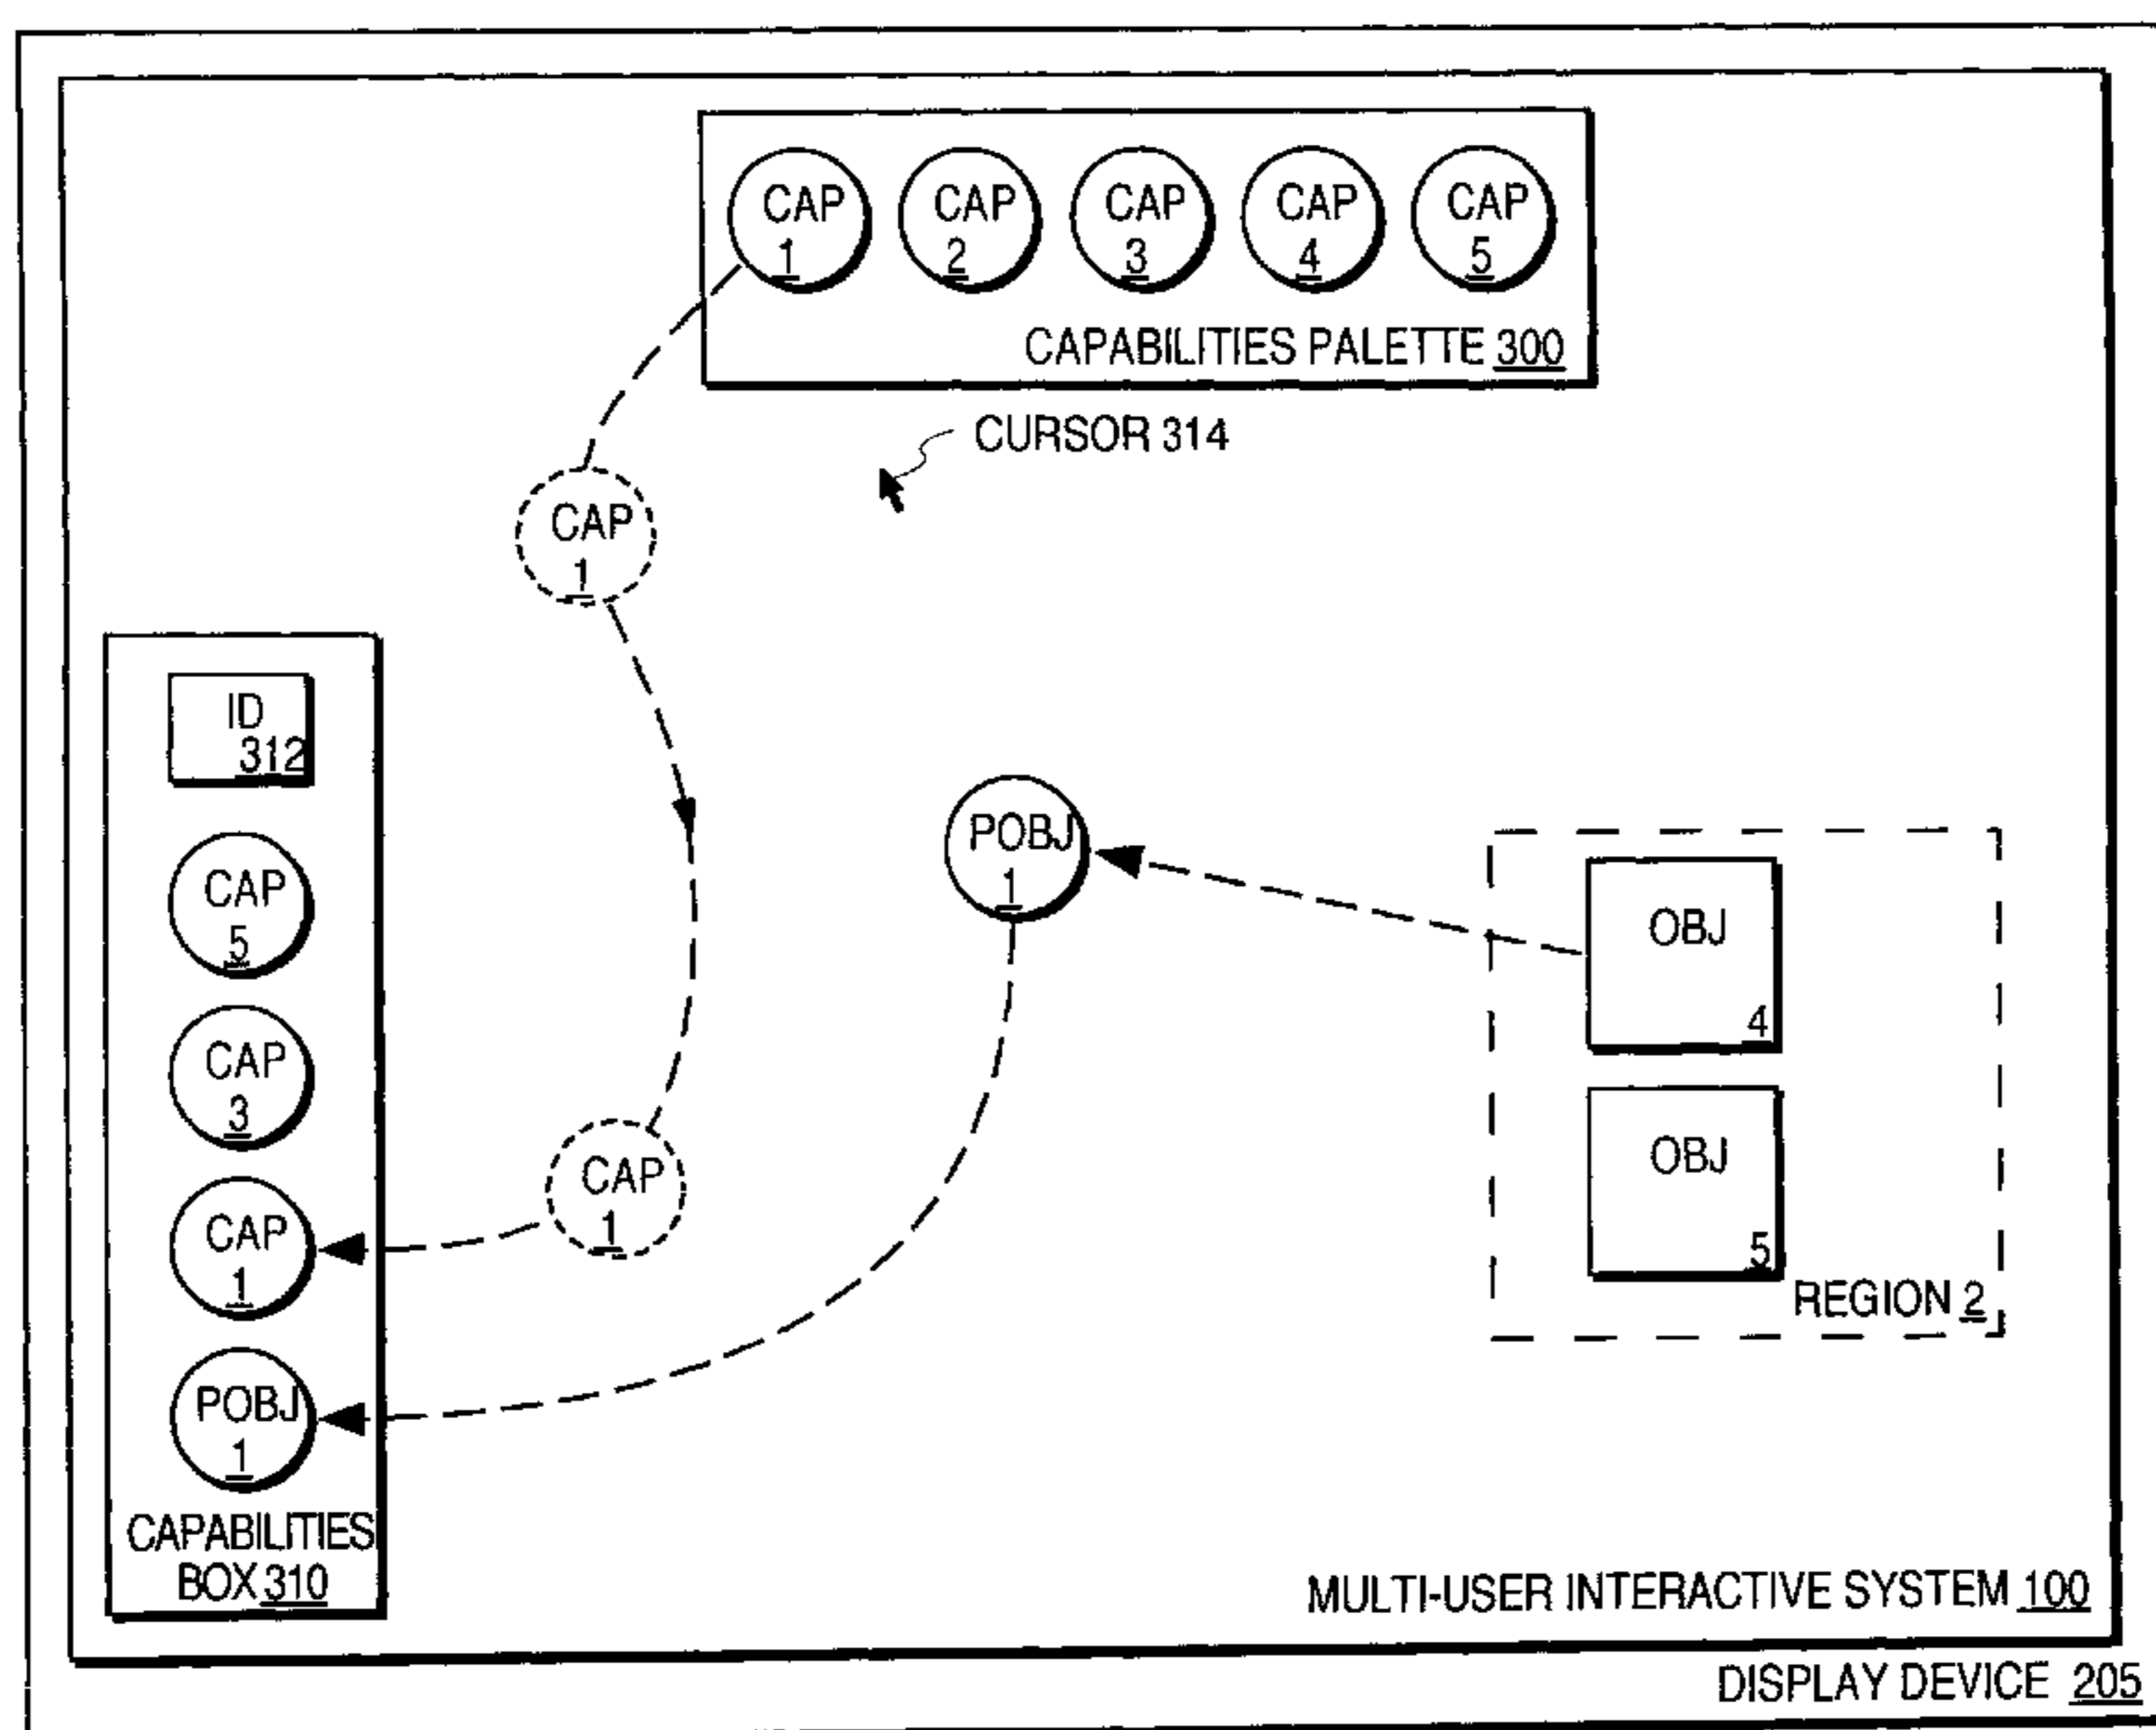 CAP CAP CAP CAP CAP
1 2 3 4 5
CAPABILITIES PALETTE 300
CURSOR 314
CAP
1
ID
312
CAP
5
CAP
3
CAP
1
POBJ
1
CAPABILITIES
BOX 310
CAP
1
POBJ
1
OBJ
4
OBJ
5
REGION 2
MULTI-USER INTERACTIVE SYSTEM 100
DISPLAY DEVICE 205